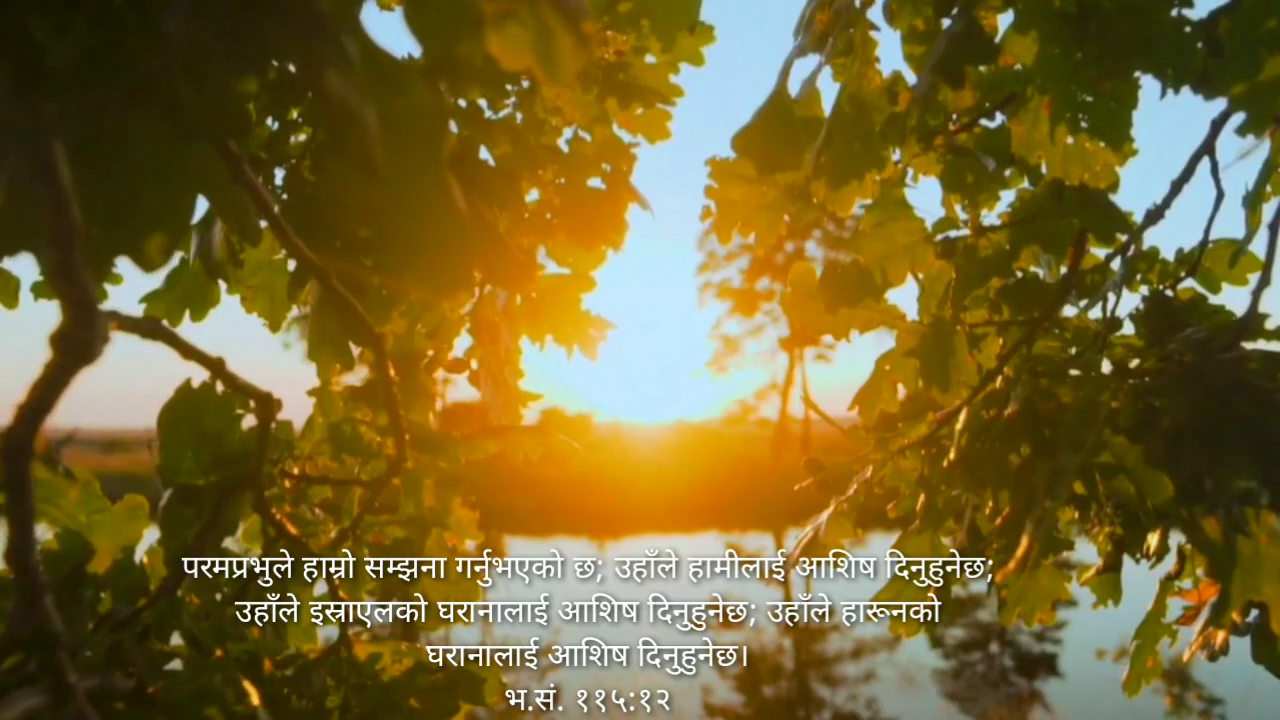 परमप्रभुले हाम्रो सम्झना गर्नुभएको छ; उहाँले हामीलाई आशिष दिनुहुनेछ;
उहाँले इस्राएलको घरानालाई आशिष दिनुहुनेछ; उहाँले हारूनको
घरानालाई आशिष दिनुहुनेछ।
भ.सं. ११५:१२